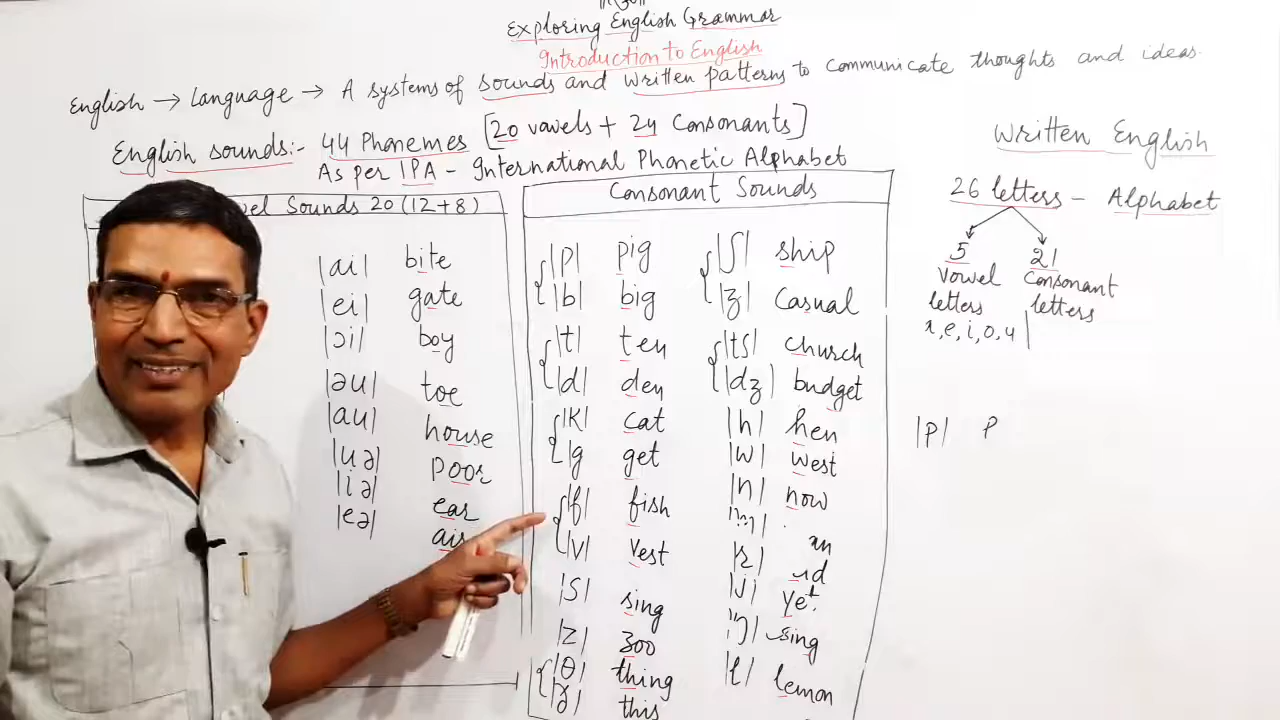 Exploring English Grammar
Introduction to English
English → Language → A systems of sounds and written patterns to communicate thoughts and ideas.
English sounds:- 44 Phonemes [20 vowels + 24 Consonants]
As per IPA - International Phonetic Alphabet
Sounds 20 (12+8)
|ai| bite
|ei| gate
|ɔi| boy
|əu| toe
|au| house
|uə| poor
|iə| ear
|eə| air
Consonant Sounds
|p| pig
|b| big
|t| ten
|d| den
|k| cat
|g get
|f| fish
|v| vest
|s| sing
|z| zoo
|θ| thing
|ð| this
|ʃ| ship
|ʒ| casual
|tʃ| church
|dʒ| budget
|h| hen
|w| west
|n| now
|m|
|r|
|j| yet
|ŋ| sing
|l| lemon
Written English
26 letters - Alphabet
5 21
vowel consonant
letters letters
e, i, o, u
|p| p